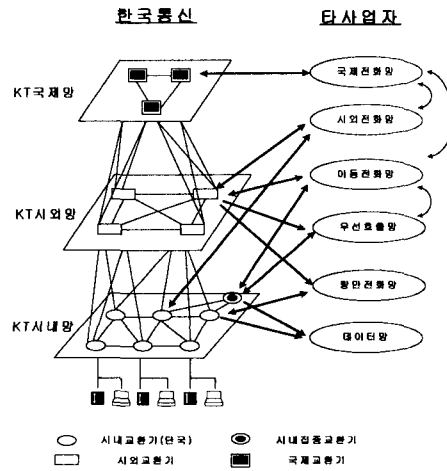 한국통신
타사업자
KT국제망
KT시외망
KT시내망
국제전화망
시외전화망
이동전화망
무선호출망
항만전화망
데이터망
시내교환기(단국)
시내집중교환기
시외교환기
국제교환기